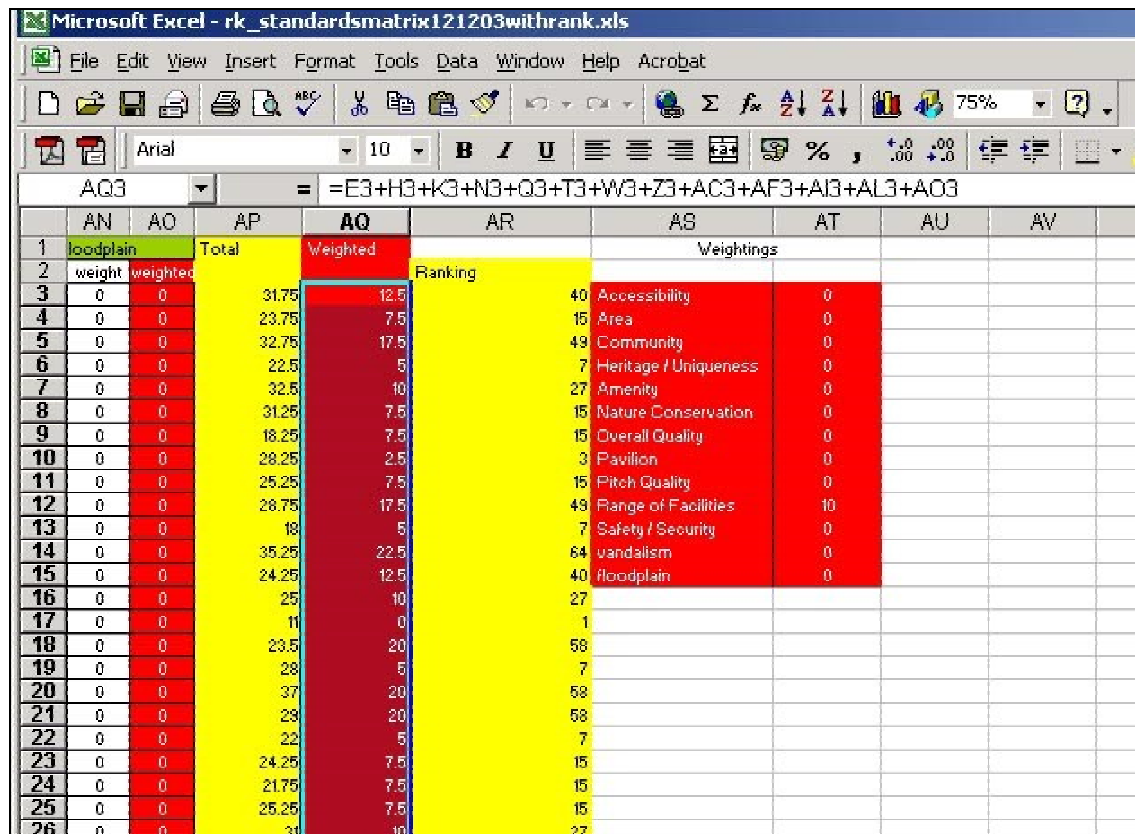 Microsoft Excel - rk_standardsmatrix121203withrank.xls
File Edit View Insert Format Tools Data Window Help Acrobat
75%
Arial 10 B I U
AQ3 = =E3+H3+K3+N3+Q3+T3+W3+Z3+AC3+AF3+AI3+AL3+AO3
AN AO AP AQ AR AS AT AU AV
1 loodplain Total Weighted Weightings
2 weight weighted Ranking
3 0 0 31.75 12.5 40 Accessibility 0
4 0 0 23.75 7.5 15 Area 0
5 0 0 32.75 17.5 49 Community 0
6 0 0 22.5 5 7 Heritage / Uniqueness 0
7 0 0 32.5 10 27 Amenity 0
8 0 0 31.25 7.5 15 Nature Conservation 0
9 0 0 18.25 7.5 15 Overall Quality 0
10 0 0 28.25 2.5 3 Pavilion 0
11 0 0 25.25 7.5 15 Pitch Quality 0
12 0 0 28.75 17.5 49 Range of Facilities 10
13 0 0 18 5 7 Safety / Security 0
14 0 0 35.25 22.5 64 vandalism 0
15 0 0 24.25 12.5 40 floodplain 0
16 0 0 25 10 27
17 0 0 11 0 1
18 0 0 23.5 20 58
19 0 0 28 5 7
20 0 0 37 20 58
21 0 0 29 20 58
22 0 0 22 5 7
23 0 0 24.25 7.5 15
24 0 0 21.75 7.5 15
25 0 0 25.25 7.5 15
26 0 0 31 10 27